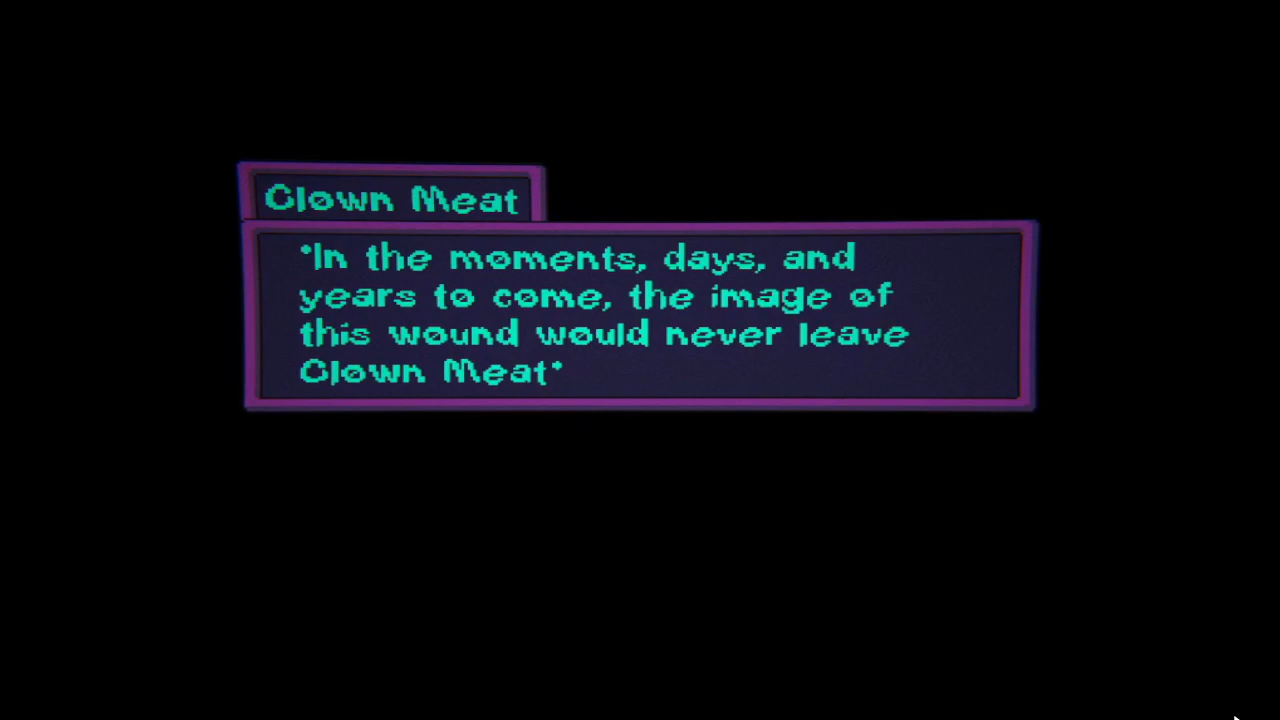 Clown Meat
*In the moments, days, and
years to come, the image of
this wound would never leave
Clown Meat*